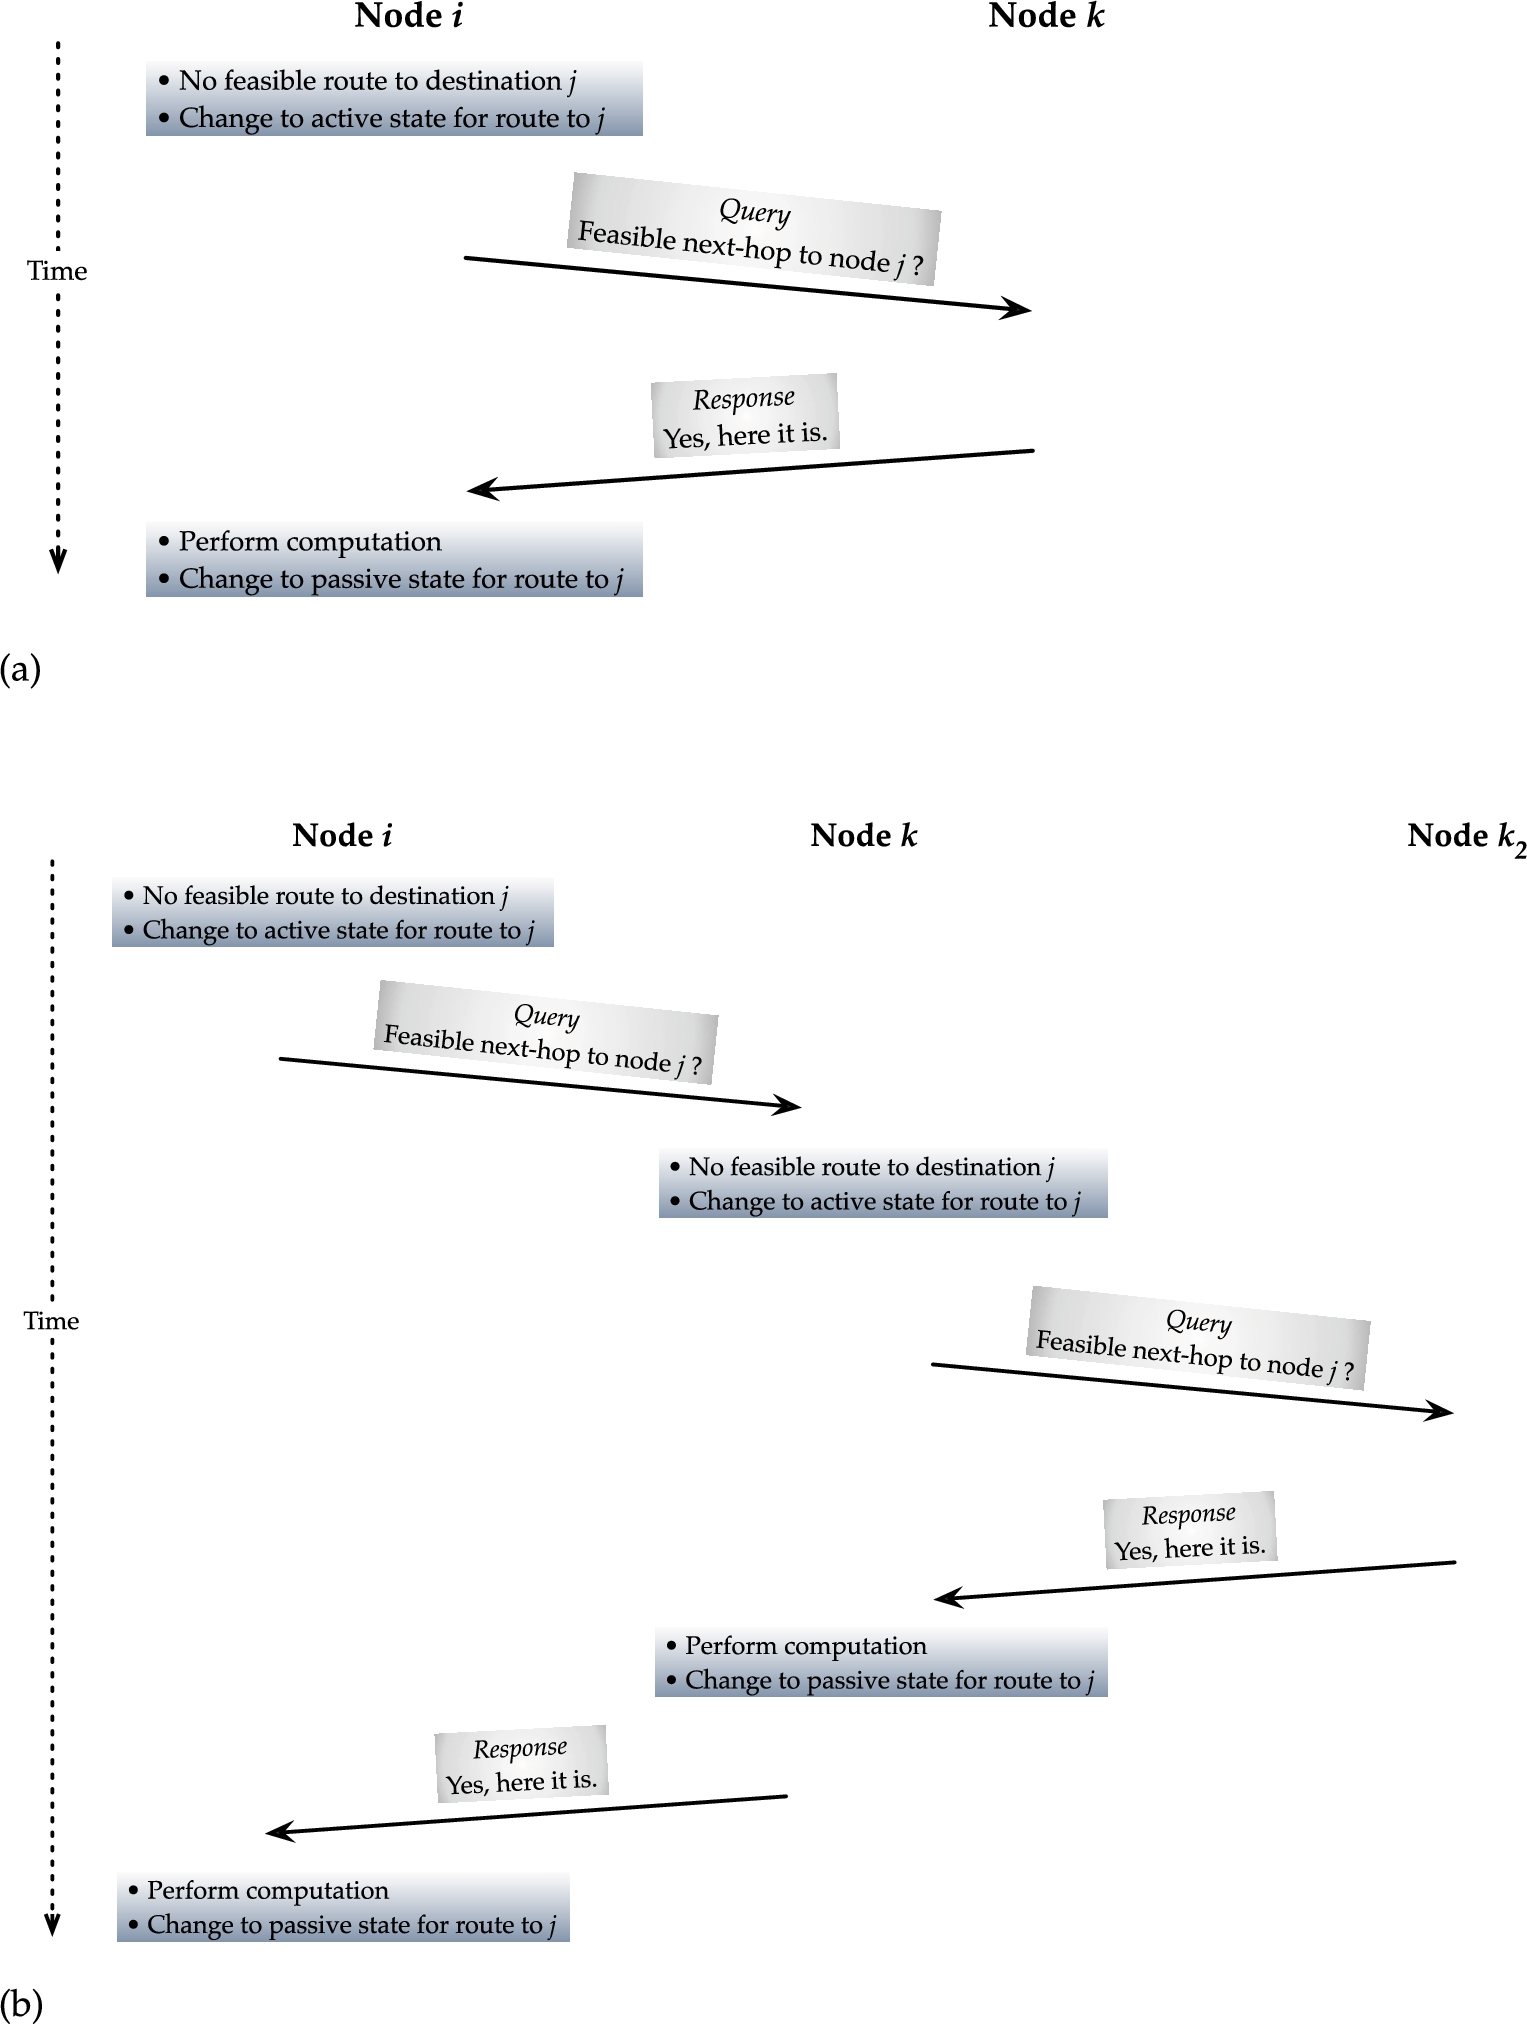 Node i Node k
• No feasible route to destination j
• Change to active state for route to j
Query
Feasible next-hop to node j ?
Time
Response
Yes, here it is.
• Perform computation
• Change to passive state for route to j
(a)
Node i Node k Node k2
• No feasible route to destination j
• Change to active state for route to j
Query
Feasible next-hop to node j ?
• No feasible route to destination j
• Change to active state for route to j
Time
Query
Feasible next-hop to node j ?
Response
Yes, here it is.
• Perform computation
• Change to passive state for route to j
Response
Yes, here it is.
• Perform computation
• Change to passive state for route to j
(b)